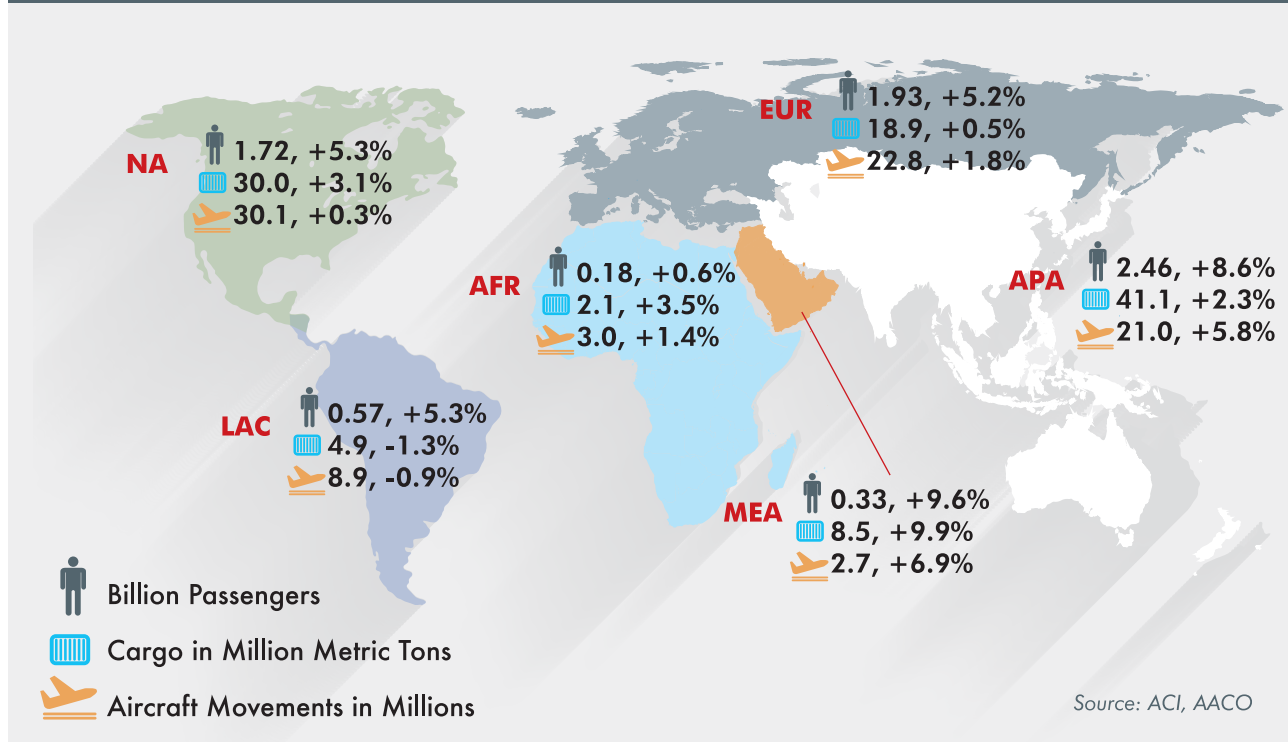 EUR
1.93, +5.2%
18.9, +0.5%
22.8, +1.8%
NA
1.72, +5.3%
30.0, +3.1%
30.1, +0.3%
AFR
0.18, +0.6%
2.1, +3.5%
3.0, +1.4%
APA
2.46, +8.6%
41.1, +2.3%
21.0, +5.8%
LAC
0.57, +5.3%
4.9, -1.3%
8.9, -0.9%
MEA
0.33, +9.6%
8.5, +9.9%
2.7, +6.9%
Billion Passengers
Cargo in Million Metric Tons
Aircraft Movements in Millions
Source: ACI, AACO